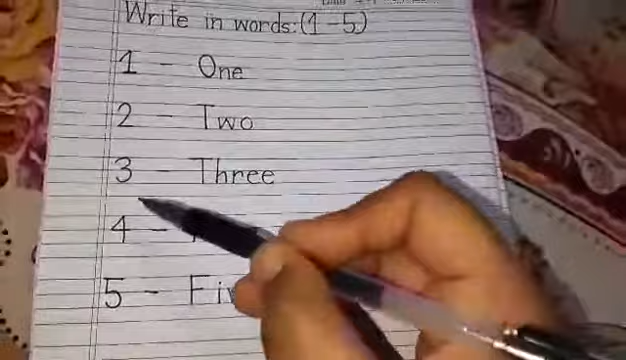 Write in words:(1-5)
1 - One
2 - Two
3 - Three
4 -
5 -